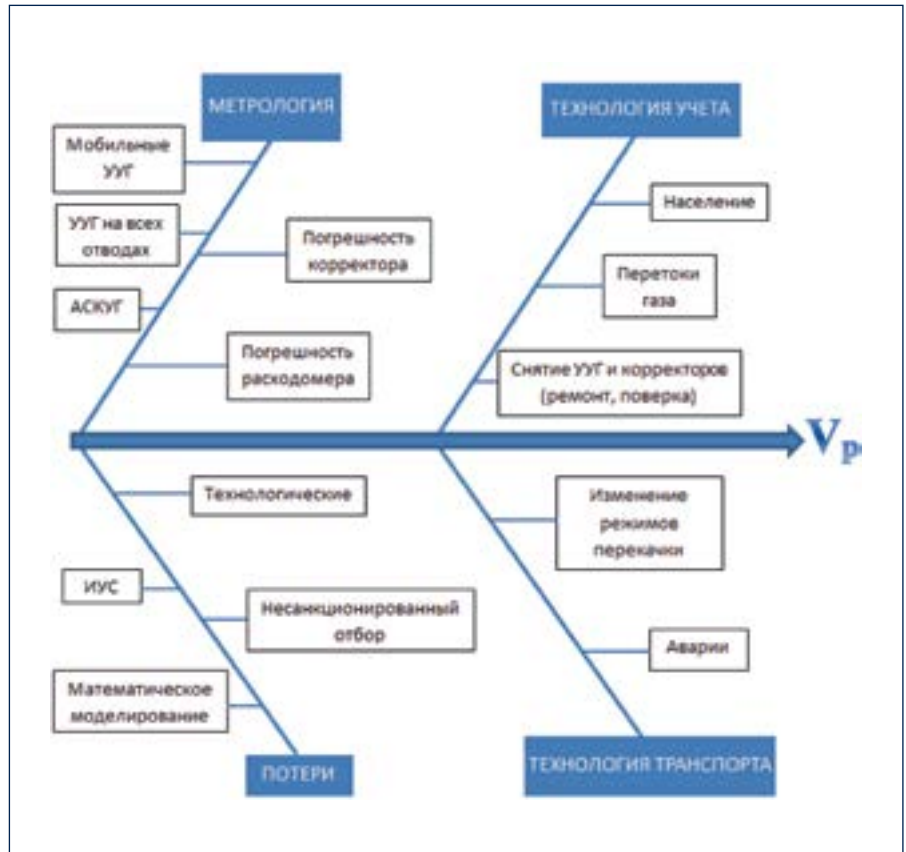 МЕТРОЛОГИЯ
ТЕХНОЛОГИЯ УЧЕТА
Мобильные
УУГ
УУГ на всех
отводах
АСКУГ
Погрешность
корректора
Погрешность
расходомера
Население
Перетоки
газа
Снятие УУГ и корректоров
(ремонт, поверка)
Vр
Технологические
ИУС
Несанкционированный
отбор
Математическое
моделирование
Изменение
режимов
перекачки
Аварии
ПОТЕРИ
ТЕХНОЛОГИЯ ТРАНСПОРТА